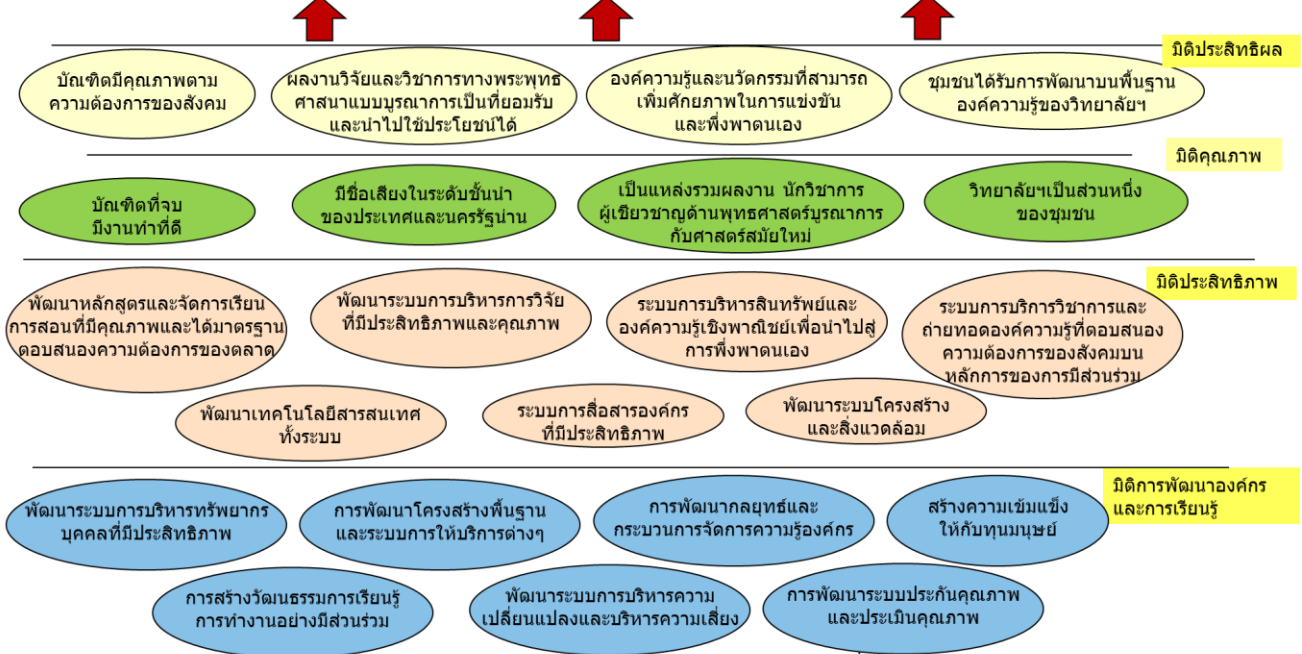 มิติประสิทธิผล
บัณฑิตมีคุณภาพตาม
ความต้องการของสังคม
ผลงานวิจัยและวิชาการทางพระพุทธ
ศาสนาแบบบูรณาการเป็นที่ยอมรับ
และนำไปใช้ประโยชน์ได้
องค์ความรู้และนวัตกรรมที่สามารถ
เพิ่มศักยภาพในการแข่งขัน
และพึ่งพาตนเอง
ชุมชนได้รับการพัฒนาบนพื้นฐาน
องค์ความรู้ของวิทยาลัยฯ
มิติคุณภาพ
บัณฑิตที่จบ
มีงานทำที่ดี
มีชื่อเสียงในระดับชั้นนำ
ของประเทศและนครรัฐน่าน
เป็นแหล่งรวมผลงาน นักวิชาการ
ผู้เชียวชาญด้านพุทธศาสตร์บูรณาการ
กับศาสตร์สมัยใหม่
วิทยาลัยฯเป็นส่วนหนึ่ง
ของชุมชน
มิติประสิทธิภาพ
พัฒนาหลักสูตรและจัดการเรียน
การสอนที่มีคุณภาพและได้มาตรฐาน
ตอบสนองความต้องการของตลาด
พัฒนาระบบการบริหารการวิจัย
ที่มีประสิทธิภาพและคุณภาพ
ระบบการบริหารสินทรัพย์และ
องค์ความรู้เชิงพาณิชย์เพื่อนำไปสู่
การพึ่งพาตนเอง
ระบบการบริการวิชาการและ
ถ่ายทอดองค์ความรู้ที่ตอบสนอง
ความต้องการของสังคมบน
หลักการของการมีส่วนร่วม
พัฒนาเทคโนโลยีสารสนเทศ
ทั้งระบบ
ระบบการสื่อสารองค์กร
ที่มีประสิทธิภาพ
พัฒนาระบบโครงสร้าง
และสิ่งแวดล้อม
มิติการพัฒนาองค์กร
และการเรียนรู้
พัฒนาระบบการบริหารทรัพยากร
บุคคลที่มีประสิทธิภาพ
การพัฒนาโครงสร้างพื้นฐาน
และระบบการให้บริการต่างๆ
การพัฒนากลยุทธ์และ
กระบวนการจัดการความรู้องค์กร
สร้างความเข้มแข็ง
ให้กับทุนมนุษย์
การสร้างวัฒนธรรมการเรียนรู้
การทำงานอย่างมีส่วนร่วม
พัฒนาระบบการบริหารความ
เปลี่ยนแปลงและบริหารความเสี่ยง
การพัฒนาระบบประกันคุณภาพ
และประเมินคุณภาพ